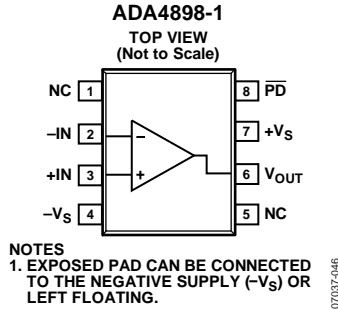 ADA4898-1
TOP VIEW
(Not to Scale)
NC 1
8 P̅D̅
–IN 2
7 +VS
+IN 3
6 VOUT
–VS 4
5 NC
–
+
NOTES
1. EXPOSED PAD CAN BE CONNECTED
TO THE NEGATIVE SUPPLY (–VS) OR
LEFT FLOATING.
07037-046